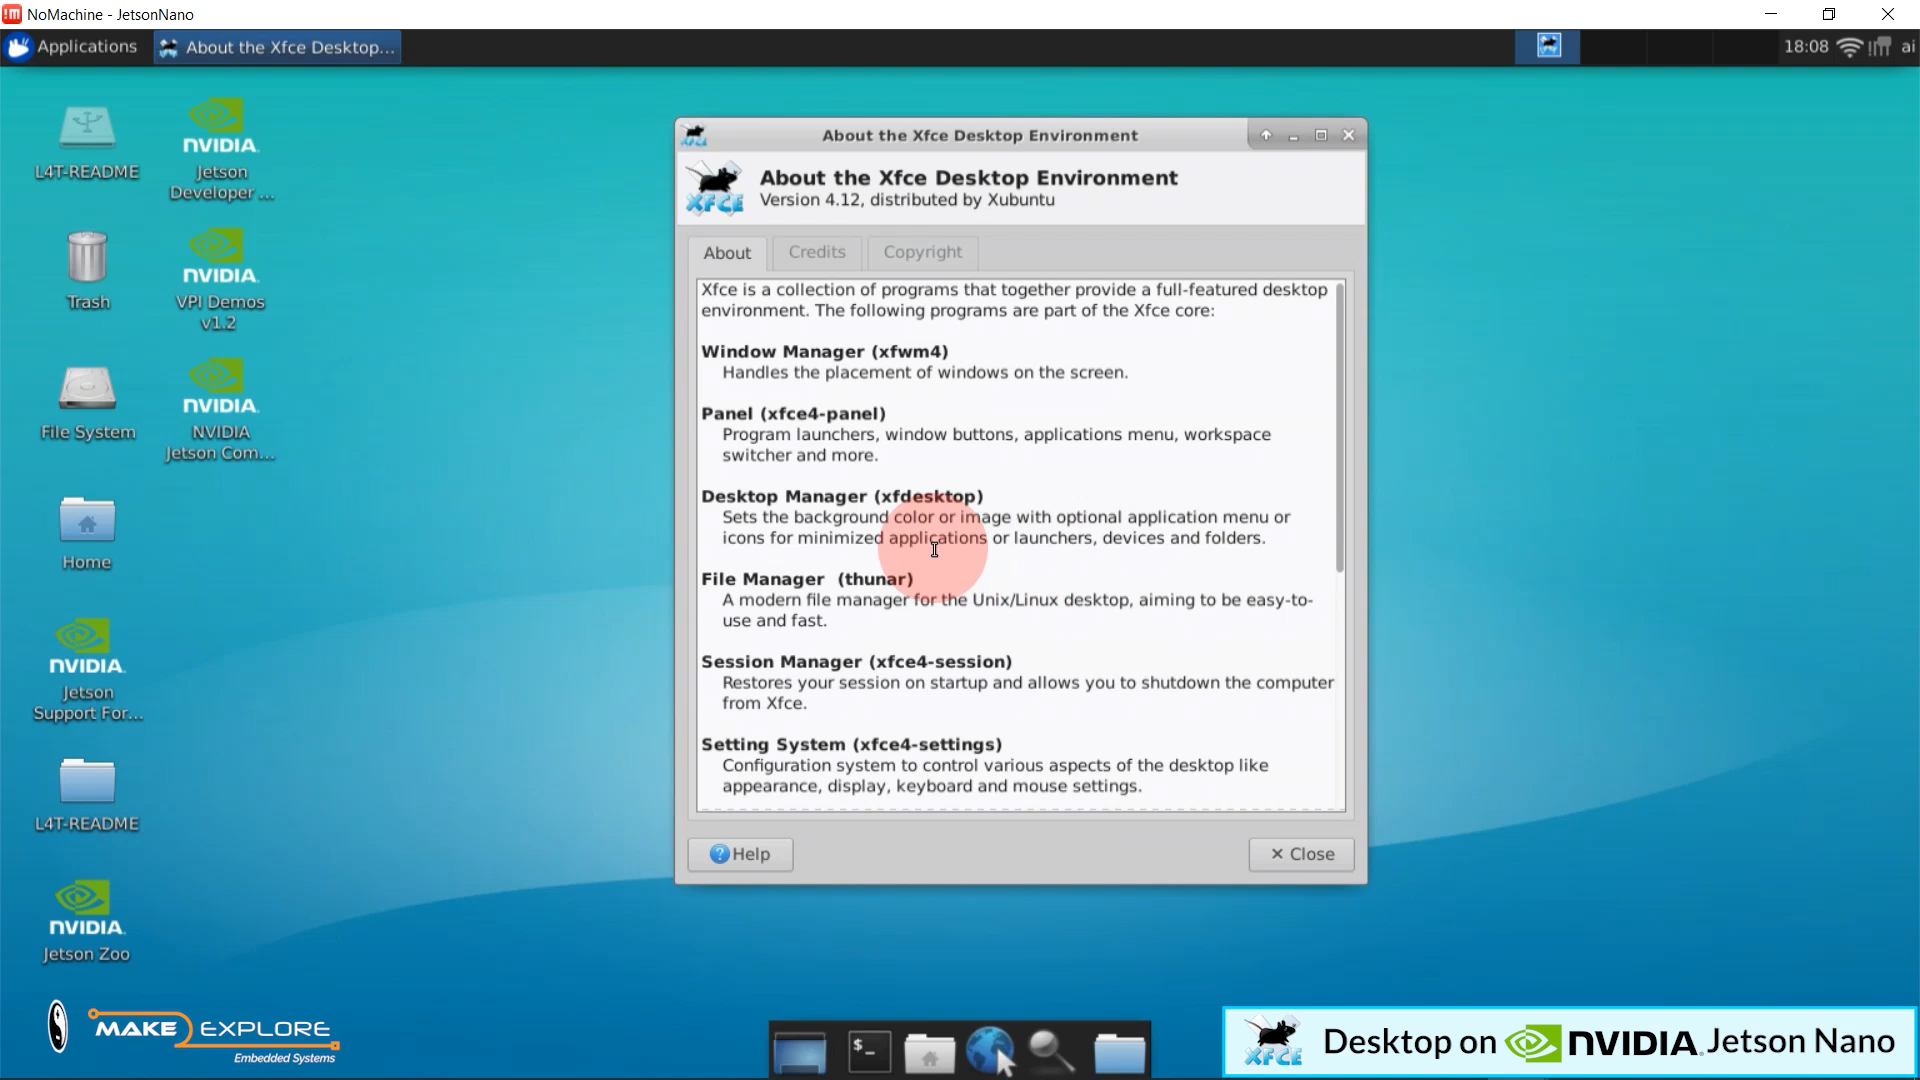 NoMachine - JetsonNano
Applications
About the Xfce Desktop...
18:08
ai
L4T-README
NVIDIA.
Jetson
Developer ...
Trash
NVIDIA.
VPI Demos
v1.2
File System
NVIDIA.
NVIDIA
Jetson Com...
Home
NVIDIA.
Jetson
Support For...
L4T-README
NVIDIA.
Jetson Zoo
About the Xfce Desktop Environment
XFCE
About the Xfce Desktop Environment
Version 4.12, distributed by Xubuntu
About
Credits
Copyright
Xfce is a collection of programs that together provide a full-featured desktop
environment. The following programs are part of the Xfce core:
Window Manager (xfwm4)
Handles the placement of windows on the screen.
Panel (xfce4-panel)
Program launchers, window buttons, applications menu, workspace
switcher and more.
Desktop Manager (xfdesktop)
Sets the background color or image with optional application menu or
icons for minimized applications or launchers, devices and folders.
File Manager (thunar)
A modern file manager for the Unix/Linux desktop, aiming to be easy-to-
use and fast.
Session Manager (xfce4-session)
Restores your session on startup and allows you to shutdown the computer
from Xfce.
Setting System (xfce4-settings)
Configuration system to control various aspects of the desktop like
appearance, display, keyboard and mouse settings.
Help
Close
MAKE EXPLORE
Embedded Systems
$_
XFCE
Desktop on NVIDIA. Jetson Nano